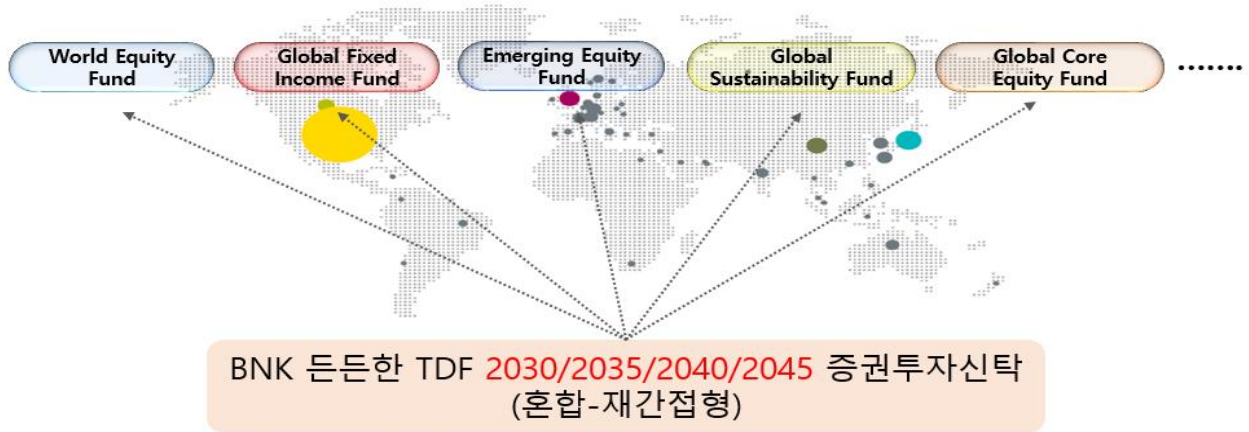 World Equity
Fund
Global Fixed
Income Fund
Emerging Equity
Fund
Global
Sustainability Fund
Global Core
Equity Fund
.......
BNK 든든한 TDF 2030/2035/2040/2045 증권투자신탁
(혼합-재간접형)